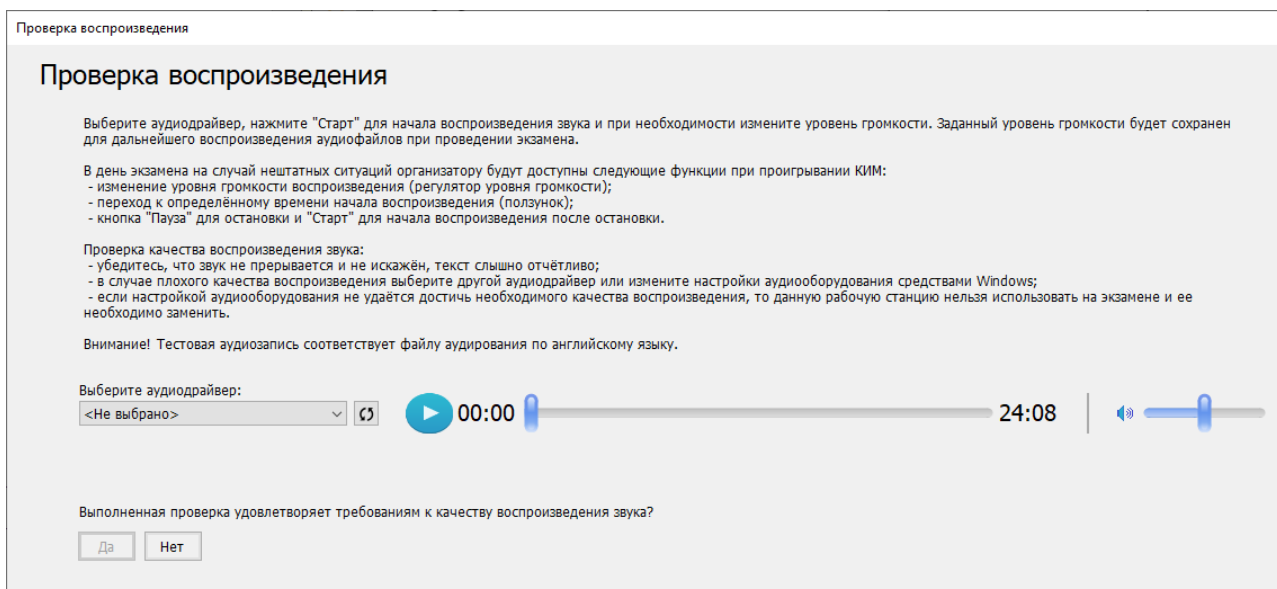 Проверка воспроизведения
Проверка воспроизведения
Выберите аудиодрайвер, нажмите "Старт" для начала воспроизведения звука и при необходимости измените уровень громкости. Заданный уровень громкости будет сохранен
для дальнейшего воспроизведения аудиофайлов при проведении экзамена.
В день экзамена на случай нештатных ситуаций организатору будут доступны следующие функции при проигрывании КИМ:
- изменение уровня громкости воспроизведения (регулятор уровня громкости);
- переход к определённому времени начала воспроизведения (ползунок);
- кнопка "Пауза" для остановки и "Старт" для начала воспроизведения после остановки.
Проверка качества воспроизведения звука:
- убедитесь, что звук не прерывается и не искажён, текст слышно отчётливо;
- в случае плохого качества воспроизведения выберите другой аудиодрайвер или измените настройки аудиооборудования средствами Windows;
- если настройкой аудиооборудования не удаётся достичь необходимого качества воспроизведения, то данную рабочую станцию нельзя использовать на экзамене и ее
необходимо заменить.
Внимание! Тестовая аудиозапись соответствует файлу аудирования по английскому языку.
Выберите аудиодрайвер:
<Не выбрано>
00:00
24:08
Выполненная проверка удовлетворяет требованиям к качеству воспроизведения звука?
Да
Нет